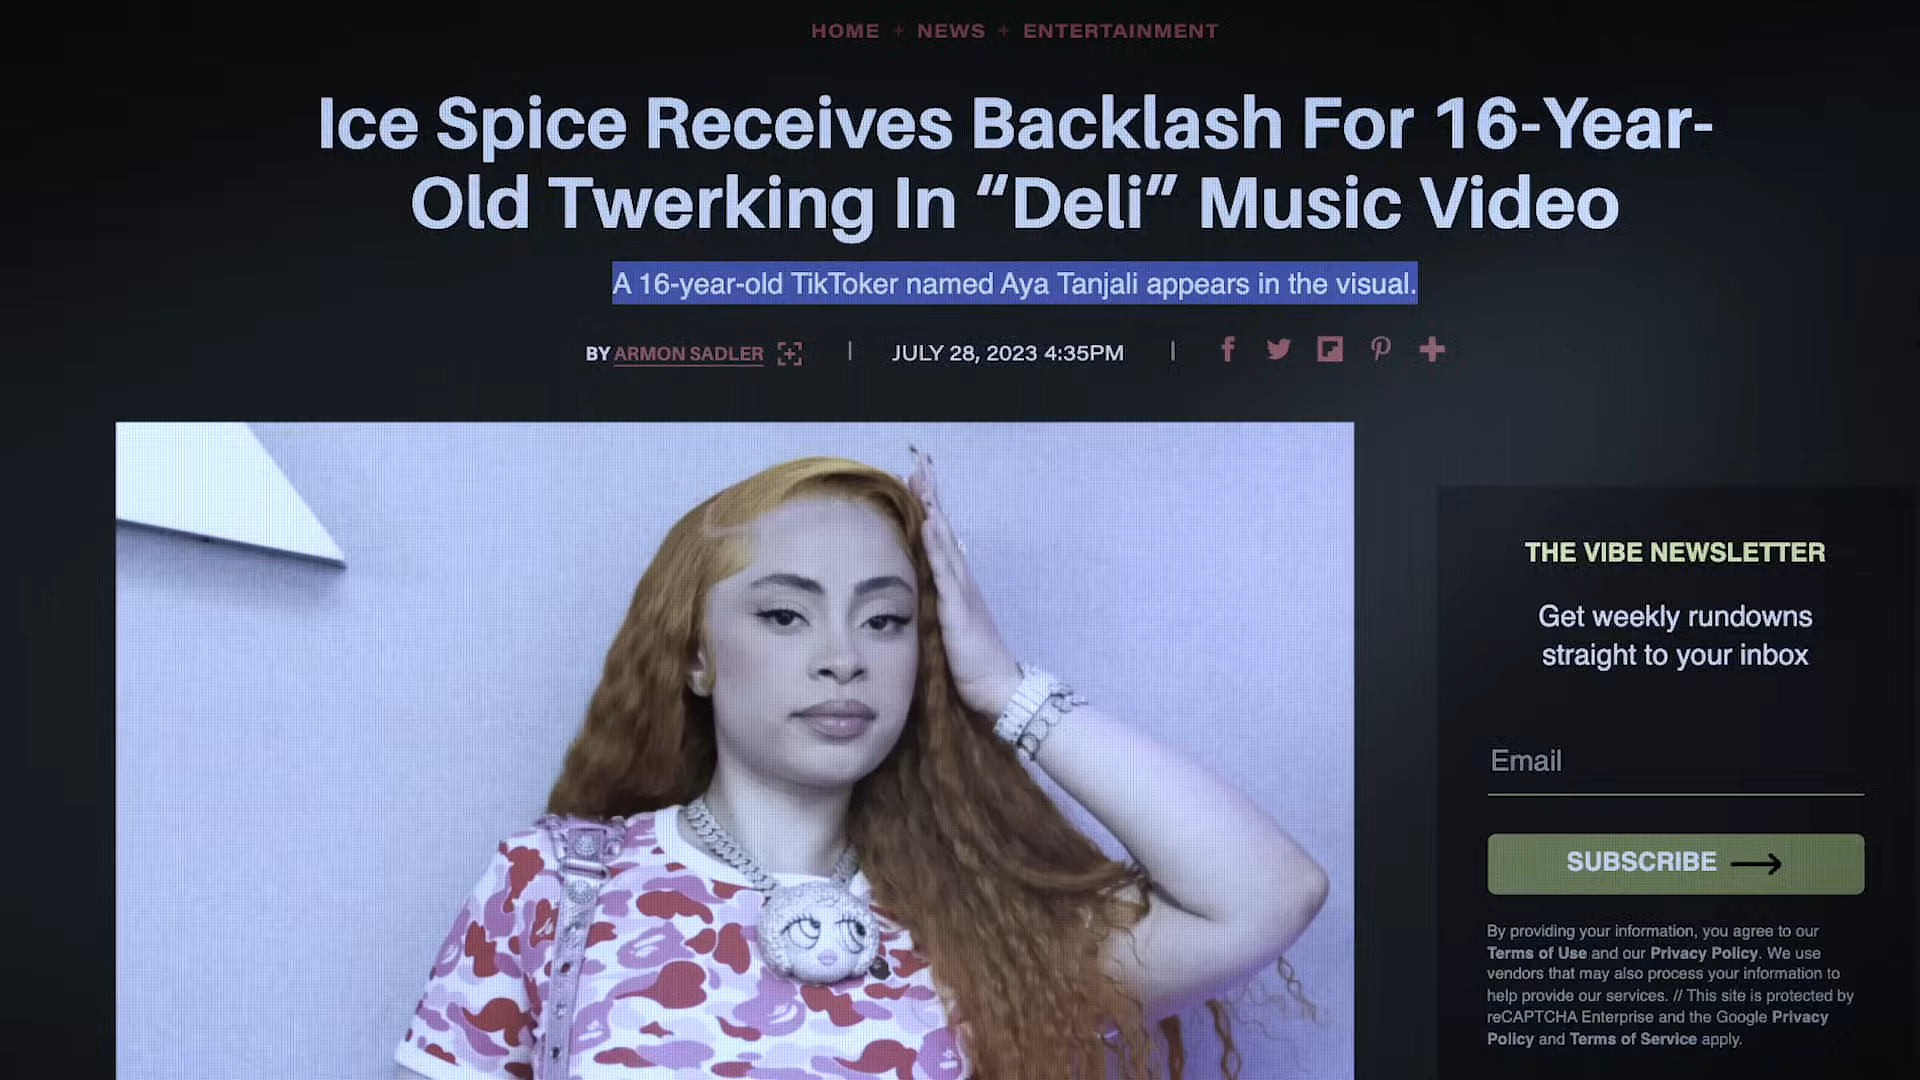 HOME + NEWS + ENTERTAINMENT
Ice Spice Receives Backlash For 16-Year-
Old Twerking In “Deli” Music Video
A 16-year-old TikToker named Aya Tanjali appears in the visual.
BY ARMON SADLER | JULY 28, 2023 4:35PM |
THE VIBE NEWSLETTER
Get weekly rundowns
straight to your inbox
Email
SUBSCRIBE
By providing your information, you agree to our
Terms of Use and our Privacy Policy. We use
vendors that may also process your information to
help provide our services. // This site is protected by
reCAPTCHA Enterprise and the Google Privacy
Policy and Terms of Service apply.